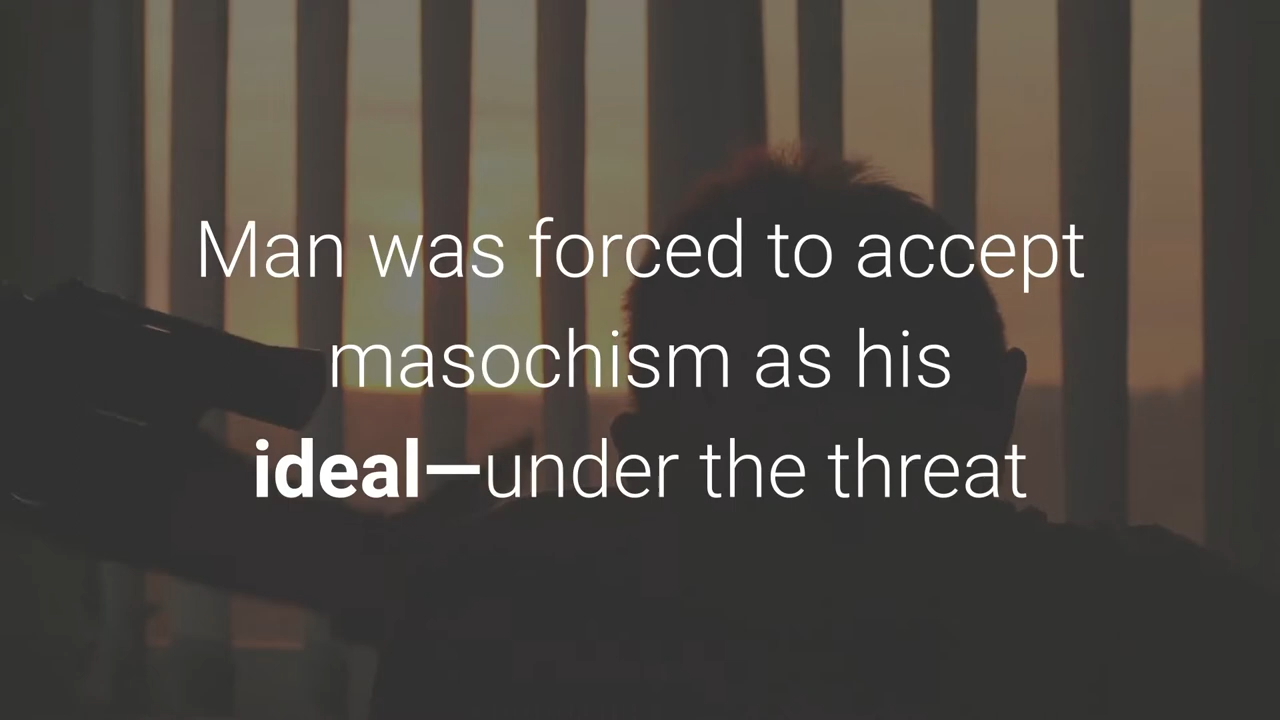 Man was forced to accept
masochism as his
ideal—under the threat